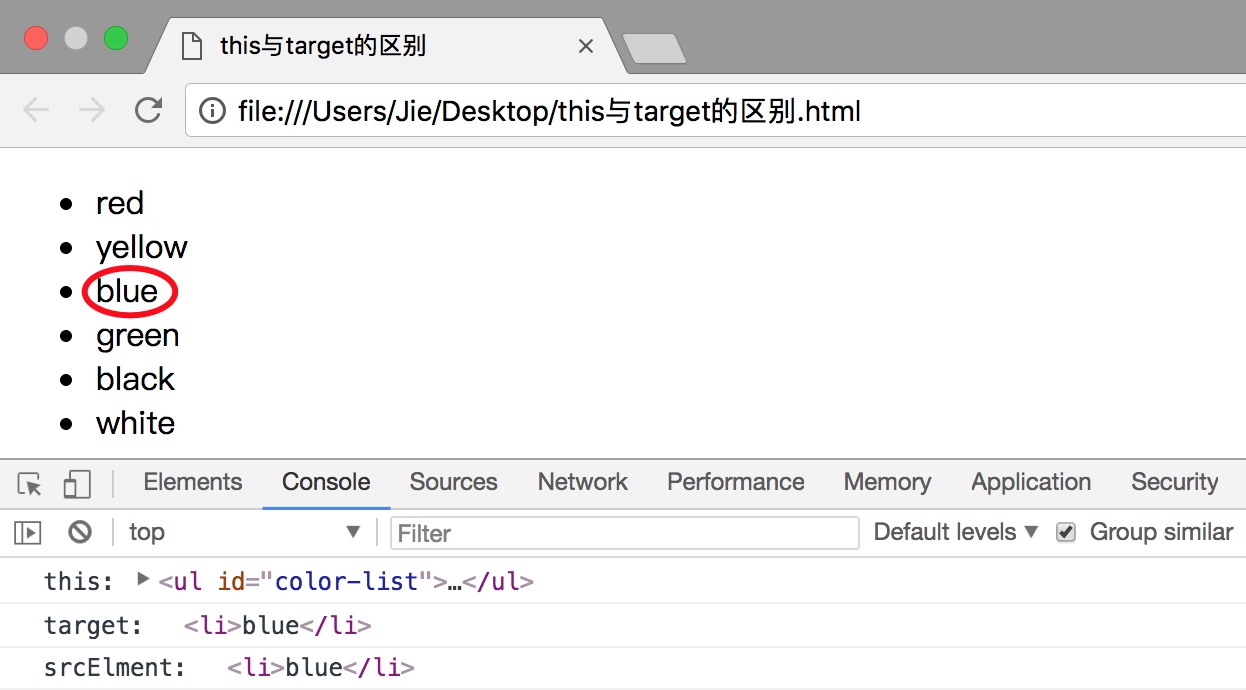 this与target的区别
file:///Users/Jie/Desktop/this与target的区别.html
red
yellow
blue
green
black
white
Elements Console Sources Network Performance Memory Application Security
top Filter Default levels Group similar
this: <ul id="color-list">…</ul>
target: <li>blue</li>
srcElment: <li>blue</li>